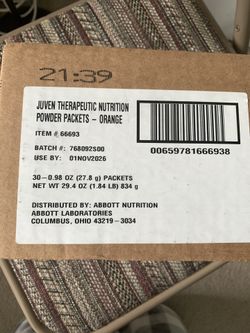 21:39
JUVEN THERAPEUTIC NUTRITION
POWDER PACKETS - ORANGE
ITEM # 66693
BATCH #: 768092S00
USE BY: 01NOV2026
00659781666938
30-0.98 OZ (27.8 g) PACKETS
NET WT 29.4 OZ (1.84 LB) 834 g
DISTRIBUTED BY: ABBOTT NUTRITION
ABBOTT LABORATORIES
COLUMBUS, OHIO 43219-3034